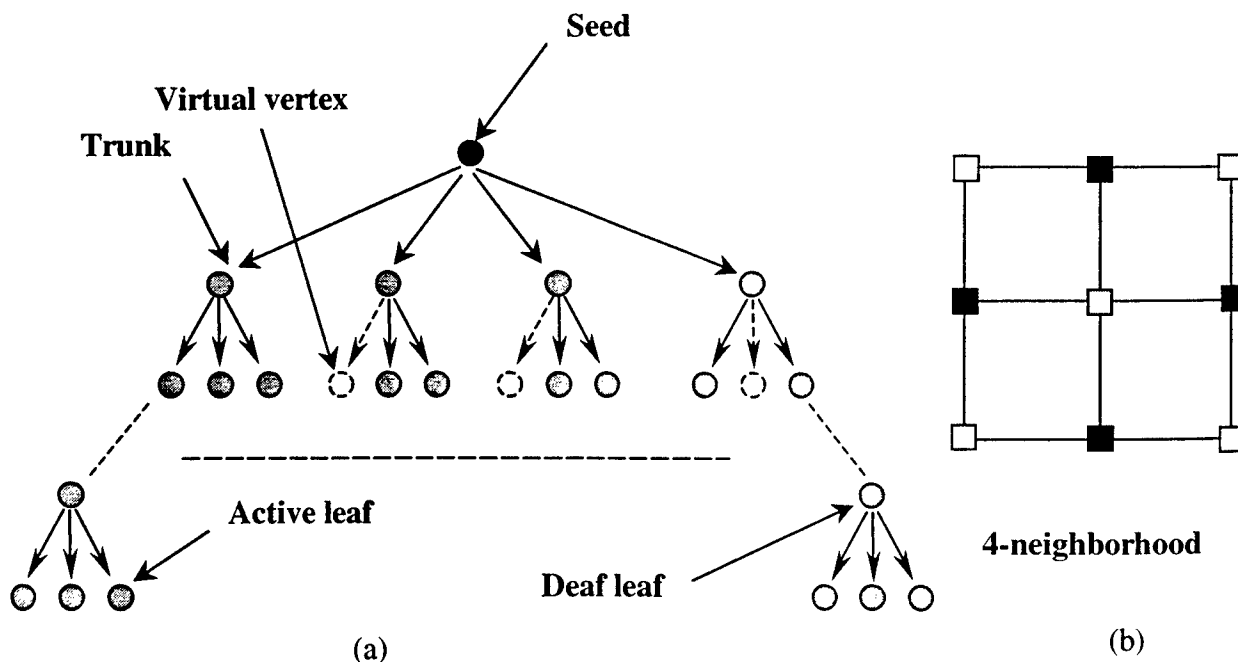 Seed
Virtual vertex
Trunk
Active leaf
Deaf leaf
4-neighborhood
(a)
(b)